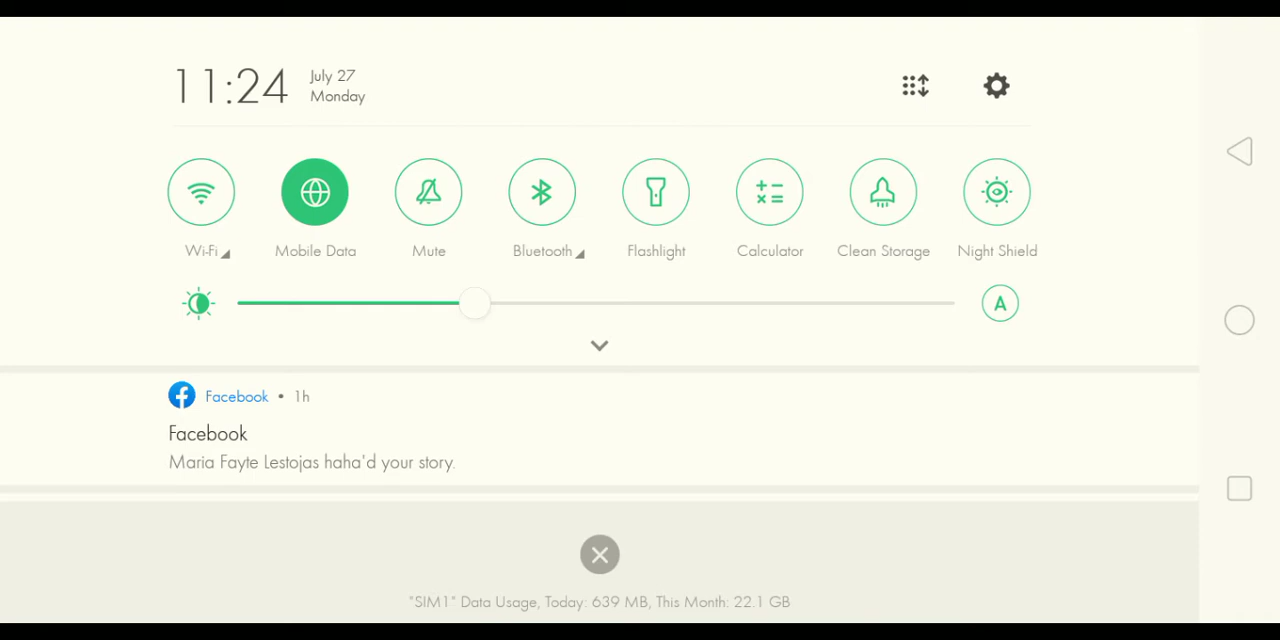 11:24
July 27
Monday
Wi-Fi
Mobile Data
Mute
Bluetooth
Flashlight
Calculator
Clean Storage
Night Shield
A
Facebook • 1h
Facebook
Maria Fayte Lestojas haha'd your story.
"SIM1" Data Usage, Today: 639 MB, This Month: 22.1 GB